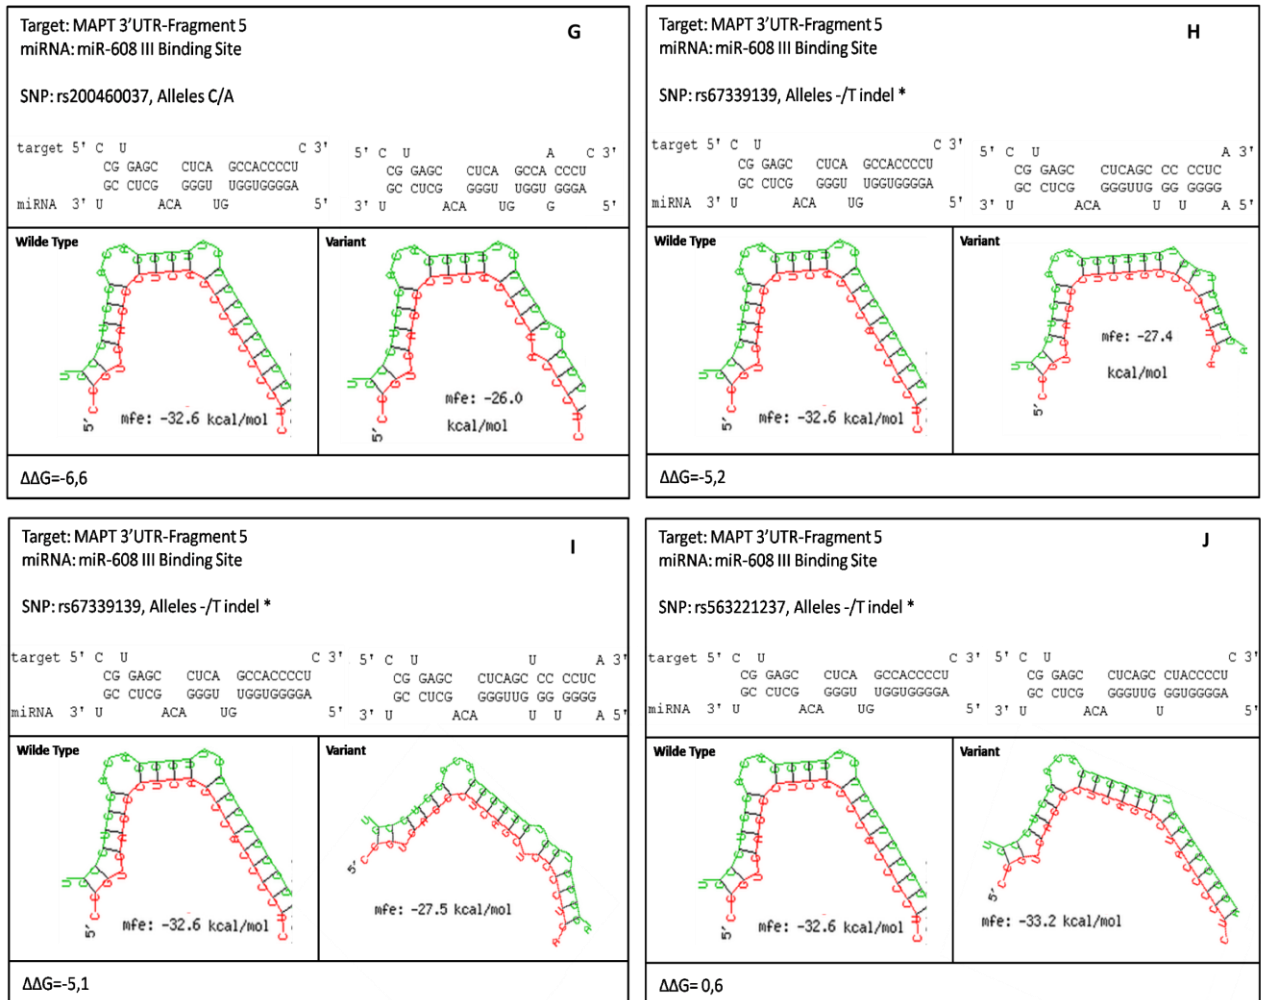 Target: MAPT 3’UTR-Fragment 5
G
miRNA: miR-608 III Binding Site
SNP: rs200460037, Alleles C/A
target 5' C U C 3'
CG GAGC CUCA GCCACCCCU
GC CUCG GGGU UGGUGGGGA
miRNA 3' U ACA UG 5'
5' C U A C 3'
CG GAGC CUCA GCCA CCCU
GC CUCG GGGU UGGU GGGA
3' U ACA UG G 5'
Wilde Type
5'
mfe: -32.6 kcal/mol
Variant
5'
mfe: -26.0
kcal/mol
ΔΔG=-6,6
Target: MAPT 3’UTR-Fragment 5
H
miRNA: miR-608 III Binding Site
SNP: rs67339139, Alleles -/T indel *
target 5' C U C 3'
CG GAGC CUCA GCCACCCCU
GC CUCG GGGU UGGUGGGGA
miRNA 3' U ACA UG 5'
5' C U A 3'
CG GAGC CUCAGC CC CCUC
GC CUCG GGGUUG GG GGGG
3' U ACA U U A 5'
Wilde Type
5'
mfe: -32.6 kcal/mol
Variant
5'
mfe: -27.4
kcal/mol
ΔΔG=-5,2
Target: MAPT 3’UTR-Fragment 5
I
miRNA: miR-608 III Binding Site
SNP: rs67339139, Alleles -/T indel *
target 5' C U C 3'
CG GAGC CUCA GCCACCCCU
GC CUCG GGGU UGGUGGGGA
miRNA 3' U ACA UG 5'
5' C U U A 3'
CG GAGC CUCAGC CC CCUC
GC CUCG GGGUUG GG GGGG
3' U ACA U U A 5'
Wilde Type
5'
mfe: -32.6 kcal/mol
Variant
5'
mfe: -27.5 kcal/mol
ΔΔG=-5,1
Target: MAPT 3’UTR-Fragment 5
J
miRNA: miR-608 III Binding Site
SNP: rs563221237, Alleles -/T indel *
target 5' C U C 3'
CG GAGC CUCA GCCACCCCU
GC CUCG GGGU UGGUGGGGA
miRNA 3' U ACA UG 5'
5' C U C 3'
CG GAGC CUCAGC CUACCCCU
GC CUCG GGGUUG GGUGGGGA
3' U ACA U 5'
Wilde Type
5'
mfe: -32.6 kcal/mol
Variant
5'
mfe: -33.2 kcal/mol
ΔΔG= 0,6